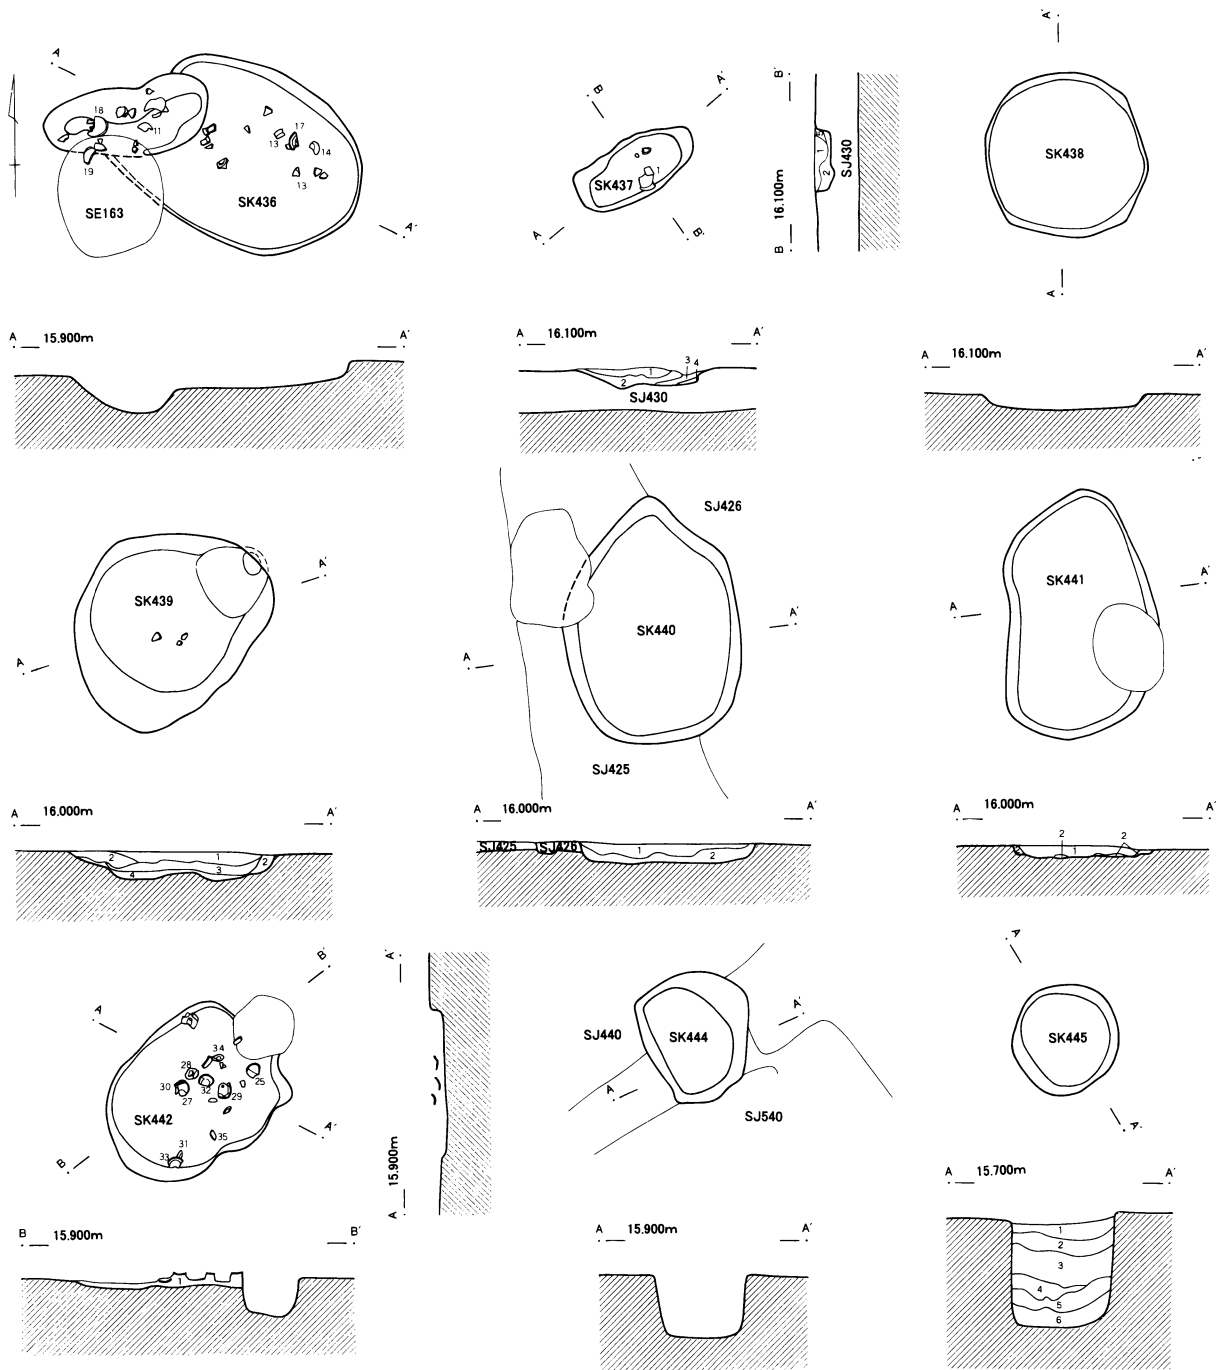 A
18
11
17
13
14
19
13
SE163
SK436
A'
A 15.900m A'
B
A'
SK437
1
A
B'
B'
1
2
SJ430
16.100m
B
A 16.100m A'
1
2
3
4
SJ430
A'
SK438
A
A 16.100m A'
SK439
A
A'
A 16.000m A'
2
1
2
4
3
SJ426
SK440
A
A'
SJ425
A 16.000m A'
SJ425
SJ426
1
2
SK441
A
A'
A 16.000m A'
2
2
1
B'
A
34
28
25
30
32
27
29
SK442
35
31
33
A'
B
A'
15.900m
A
B 15.900m B'
1
SJ440
SK444
A'
A
SJ540
A 15.900m A'
A
SK445
A'
A 15.700m A'
1
2
3
4
5
6